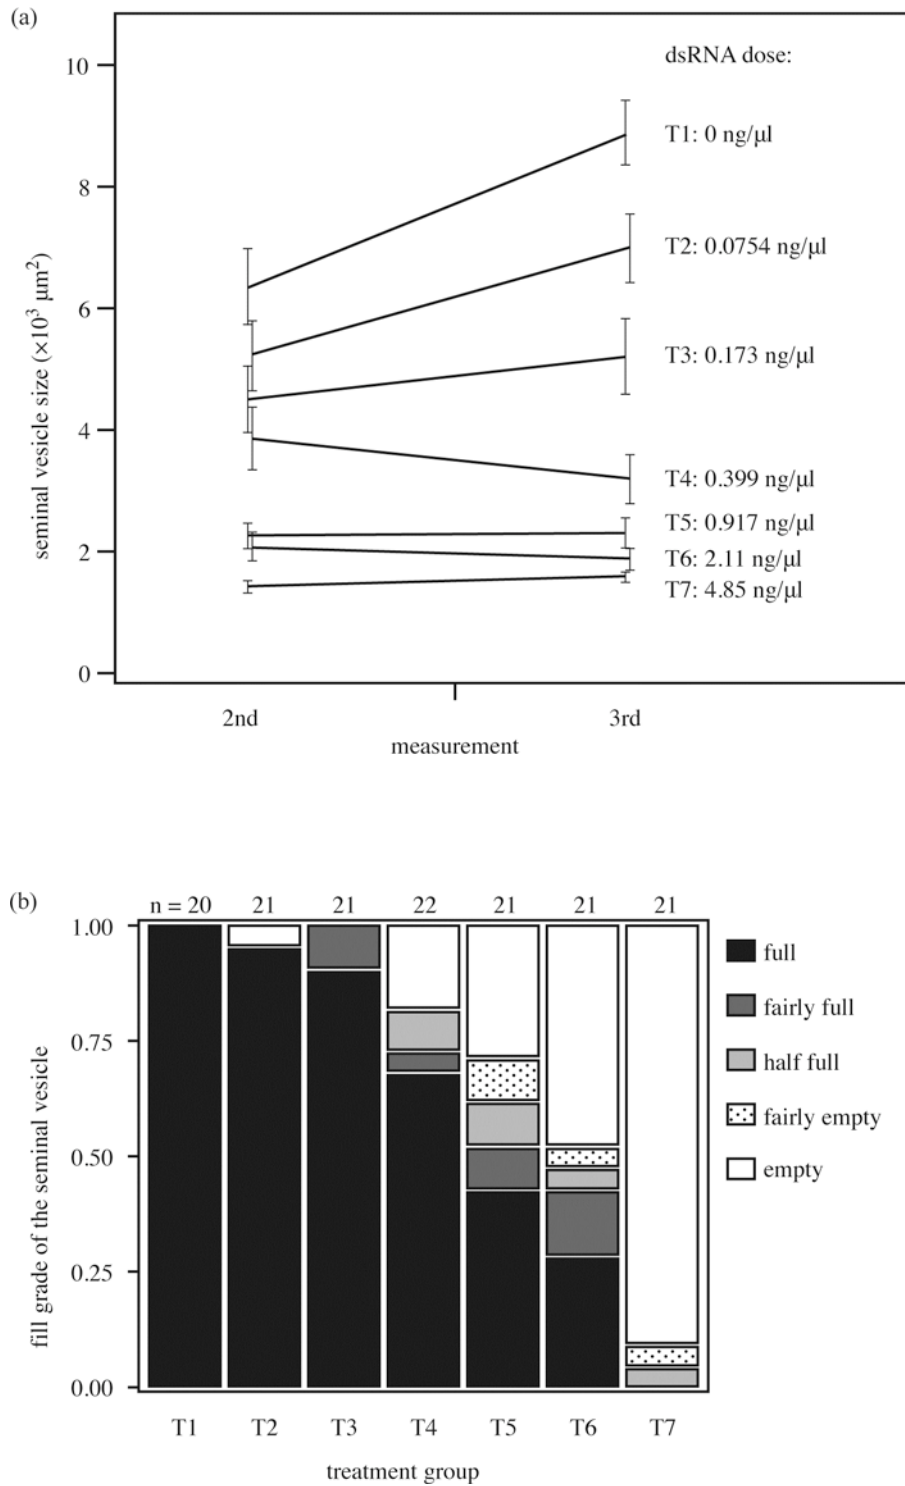 (a)
dsRNA dose:
10
T1: 0 ng/µl
8
T2: 0.0754 ng/µl
6
T3: 0.173 ng/µl
4
T4: 0.399 ng/µl
T5: 0.917 ng/µl
2
T6: 2.11 ng/µl
T7: 4.85 ng/µl
0
seminal vesicle size (×10³ µm²)
2nd 3rd
measurement
(b)
n = 20 21 21 22 21 21 21
1.00
0.75
0.50
0.25
0.00
fill grade of the seminal vesicle
full
fairly full
half full
fairly empty
empty
T1 T2 T3 T4 T5 T6 T7
treatment group